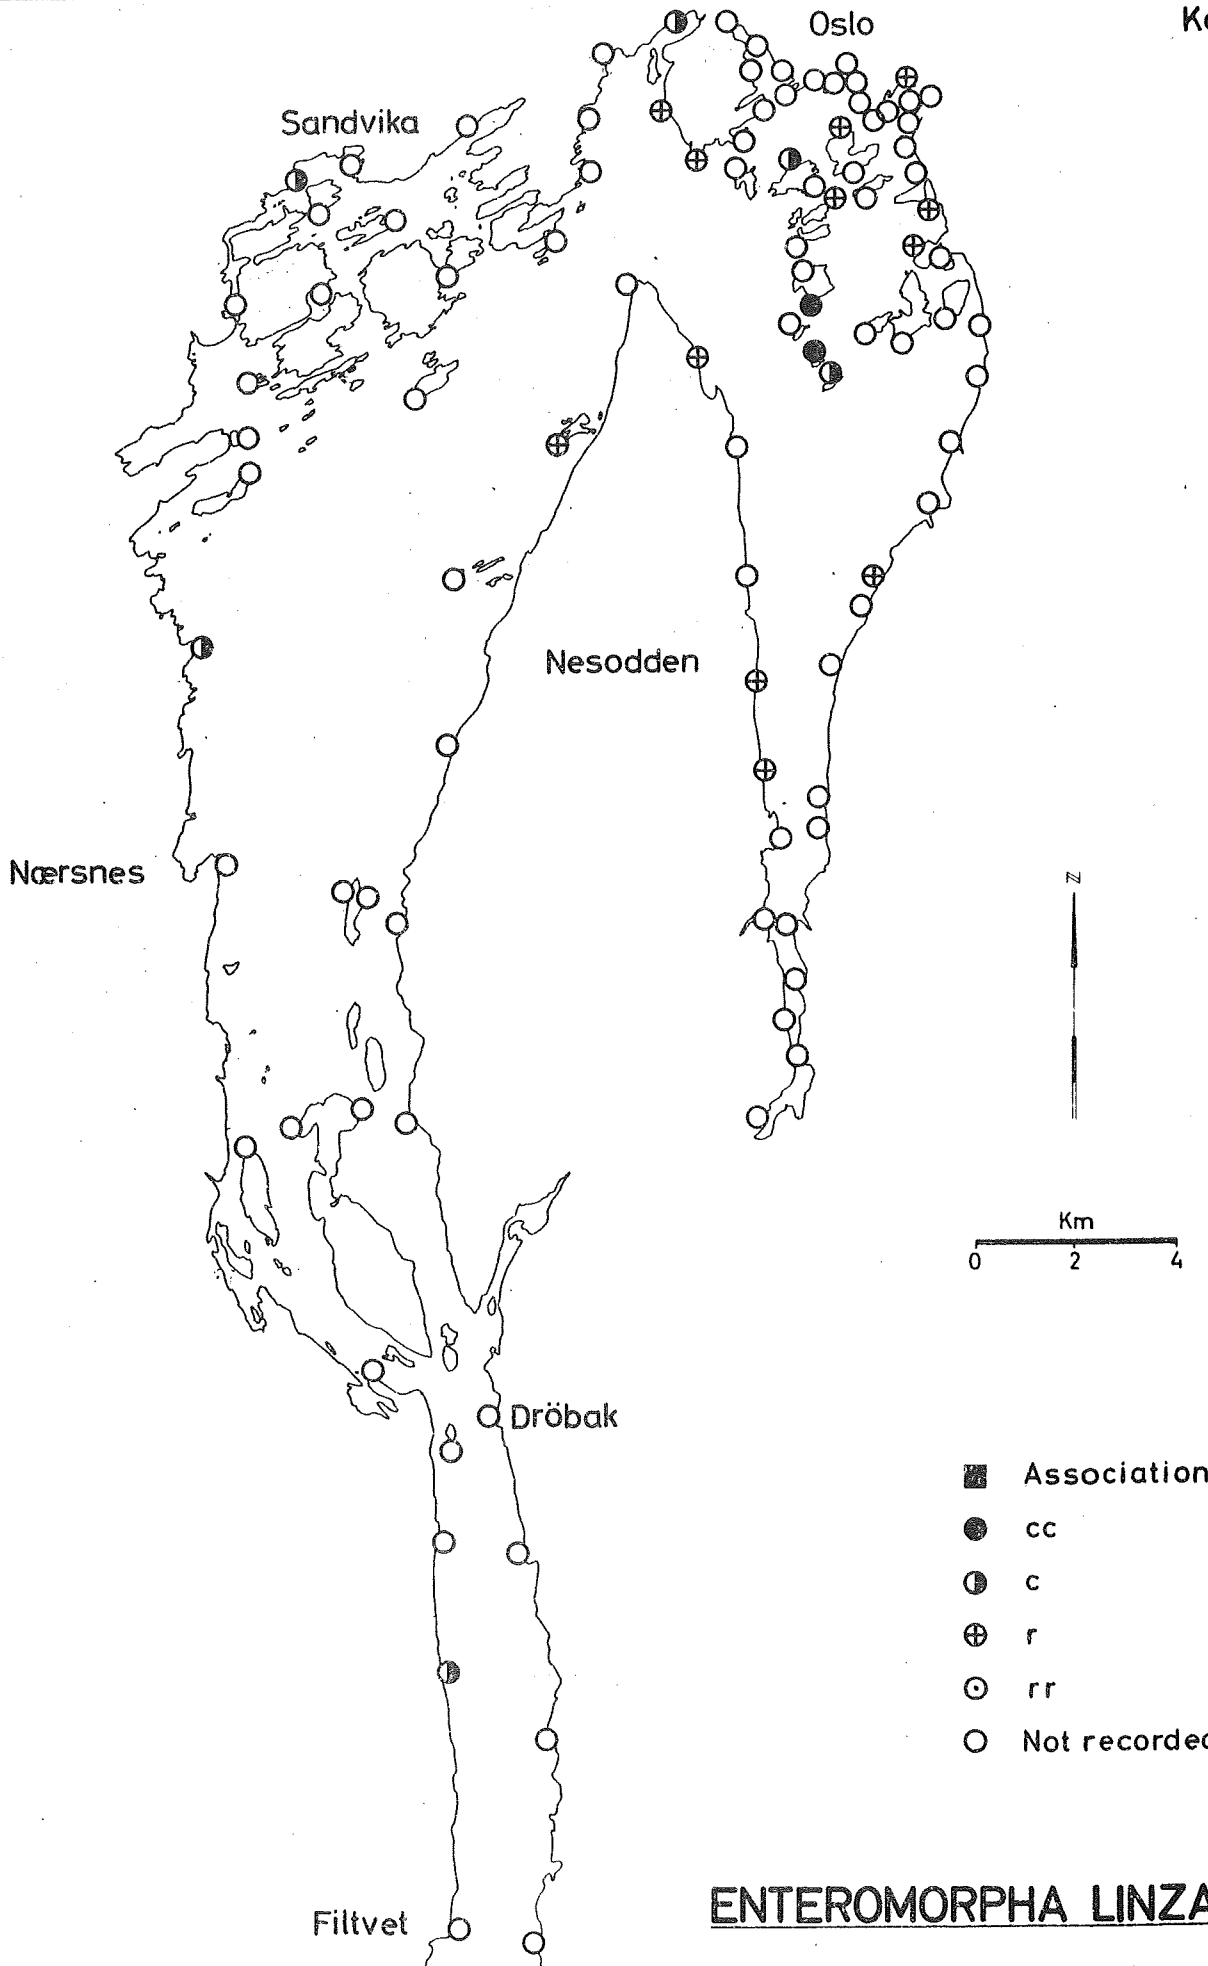 Oslo
Sandvika
Nesodden
Nærsnes
N
Km
0 2 4
Dröbak
Association
cc
c
r
rr
Not recorded
Filtvet
ENTEROMORPHA LINZA